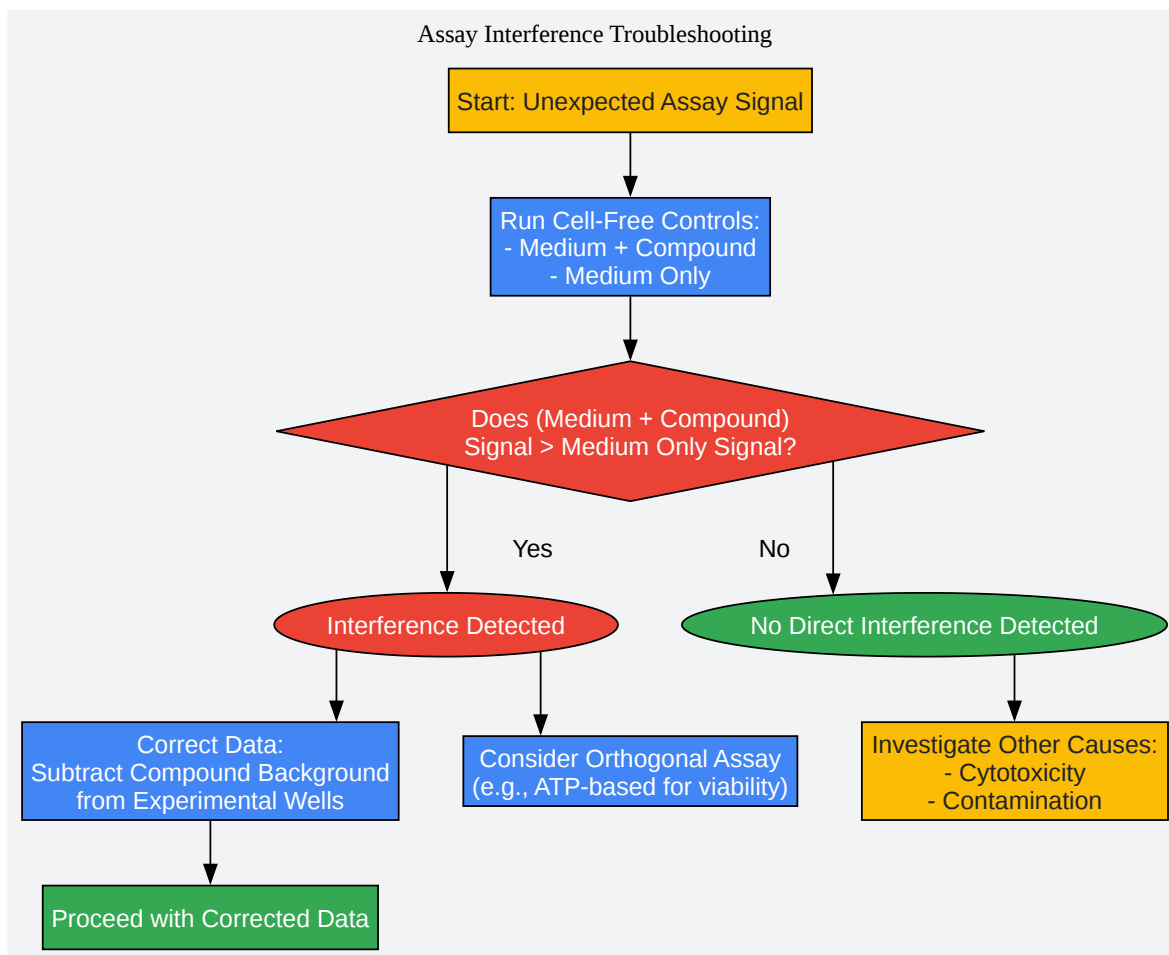 Assay Interference Troubleshooting
Start: Unexpected Assay Signal
Run Cell-Free Controls:
- Medium + Compound
- Medium Only
Does (Medium + Compound)
Signal > Medium Only Signal?
Yes
No
Interference Detected
No Direct Interference Detected
Correct Data:
Subtract Compound Background
from Experimental Wells
Consider Orthogonal Assay
(e.g., ATP-based for viability)
Investigate Other Causes:
- Cytotoxicity
- Contamination
Proceed with Corrected Data